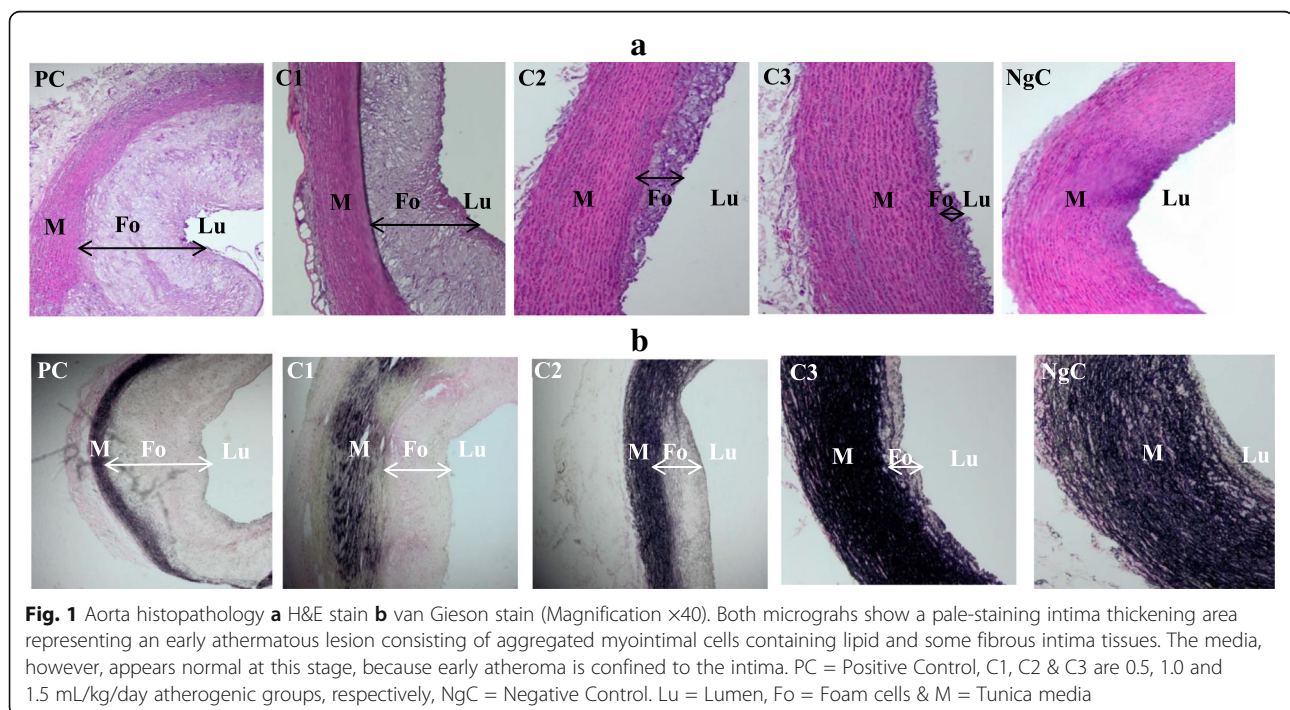 a
PC C1 C2 C3 NgC
M Fo Lu M Fo Lu M Fo Lu M Fo Lu M Lu
b
PC C1 C2 C3 NgC
M Fo Lu M Fo Lu M Fo Lu M Fo Lu M Lu
Fig. 1 Aorta histopathology a H&E stain b van Gieson stain (Magnification ×40). Both micrograhs show a pale-staining intima thickening area
representing an early athermatous lesion consisting of aggregated myointimal cells containing lipid and some fibrous intima tissues. The media,
however, appears normal at this stage, because early atheroma is confined to the intima. PC = Positive Control, C1, C2 & C3 are 0.5, 1.0 and
1.5 mL/kg/day atherogenic groups, respectively, NgC = Negative Control. Lu = Lumen, Fo = Foam cells & M = Tunica media